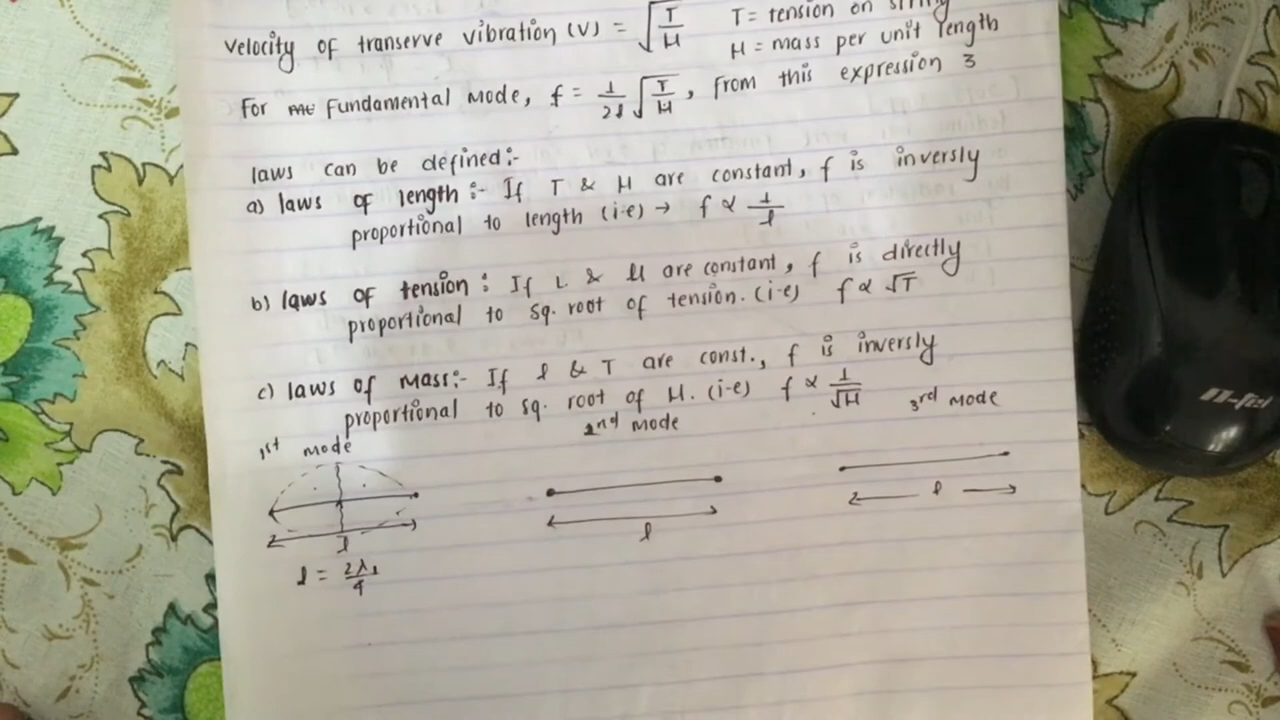 velocity of transerve vibration (v) = √(T/μ) T = tension on string
μ = mass per unit length
For the Fundamental mode, f = 1/2l √(T/μ), from this expression 3
laws can be defined:-
a) laws of length :- If T & μ are constant, f is inversly
proportional to length (i-e) → f ∝ 1/l
b) laws of tension : If L & μ are constant, f is directly
proportional to sq. root of tension. (i-e) f ∝ √T
c) laws of Mass:- If l & T are const., f is inversly
proportional to sq. root of μ. (i-e) f ∝ 1/√μ
1st mode 2nd mode 3rd mode
l l l
l = 2λ1/4